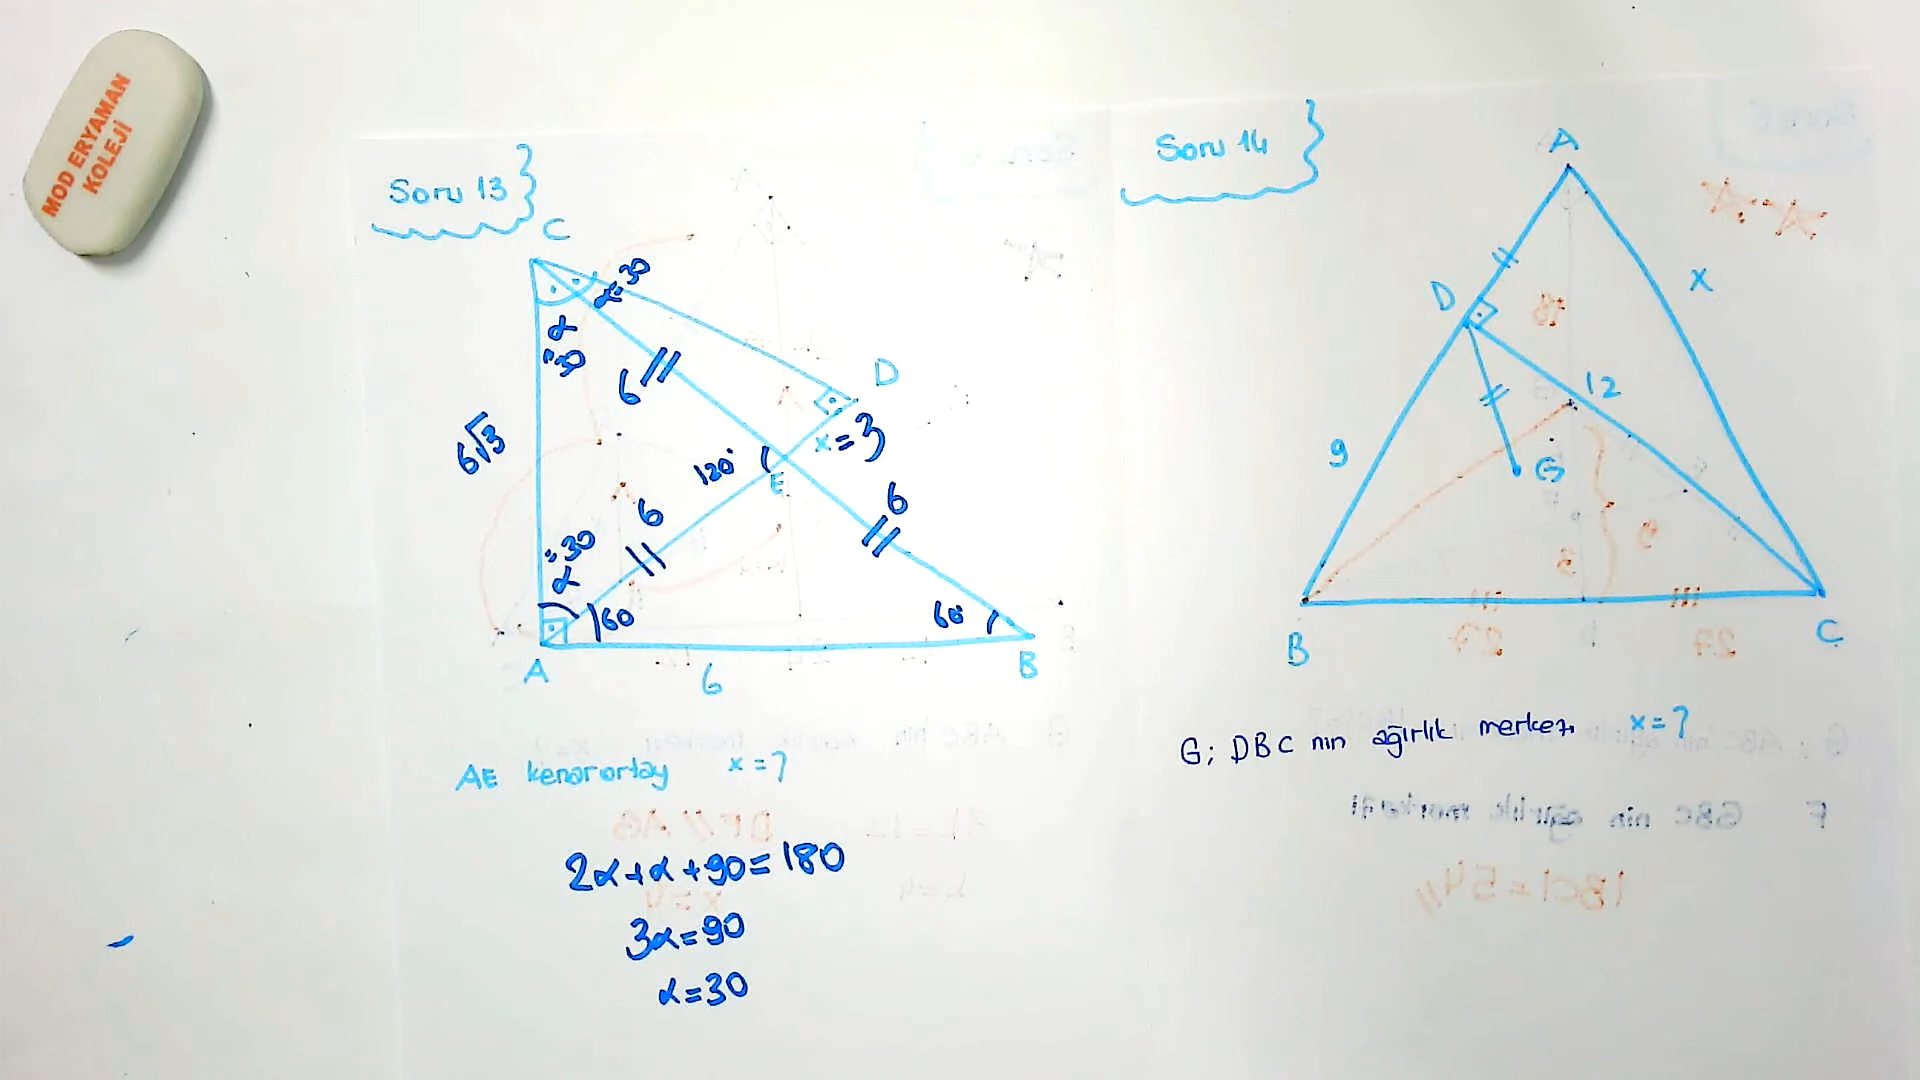 MOD ERYAMAN
KOLEJİ
Soru 13
C
α=30
α
=30
6
D
6√3
x=3
120°
E
6
6
=30
α
60
60°
A
6
B
AE kenarortay x=?
2α+α+90=180
3α=90
α=30
Soru 14
A
x
D
12
9
G
B
C
G; DBC nin ağırlık merkezi x=?